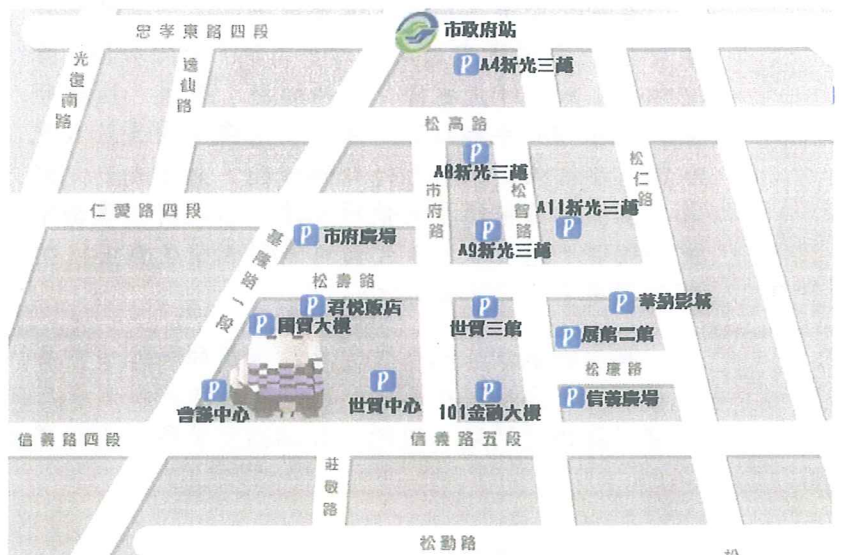 忠孝東路四段
市政府站
P A4新光三越
光復南路
逸仙路
松高路
P
A8新光三越
松仁路
市府路
松智路
A11新光三越
P
仁愛路四段
P 市府廣場
P
A9新光三越
基隆路一段
松壽路
P 君悅飯店
P 國貿大樓
P
世貿三館
P 華納影城
P 展館二館
松廉路
P
會議中心
P
世貿中心
P
101金融大樓
P 信義廣場
信義路四段
信義路五段
莊敬路
松勤路